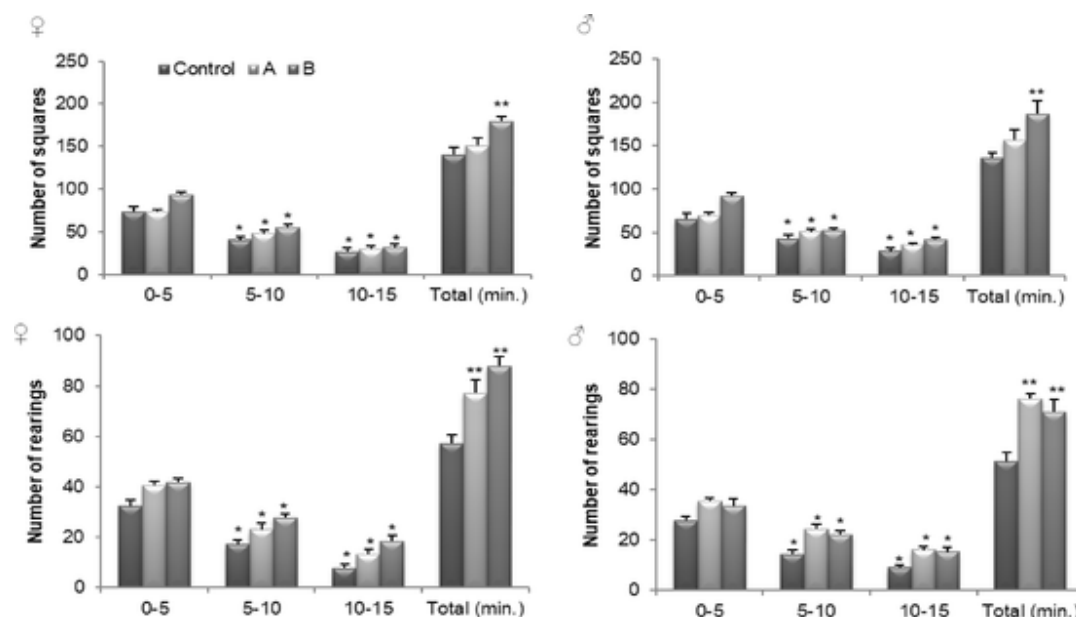 ♀
Number of squares
250
200
150
100
50
0
Control A B
* * *
* * *
**
0-5 5-10 10-15 Total (min.)
♂
Number of squares
250
200
150
100
50
0
* * *
* * *
**
0-5 5-10 10-15 Total (min.)
♀
Number of rearings
100
80
60
40
20
0
* * *
* * *
** **
0-5 5-10 10-15 Total (min.)
♂
Number of rearings
100
80
60
40
20
0
* * *
* * *
** **
0-5 5-10 10-15 Total (min.)